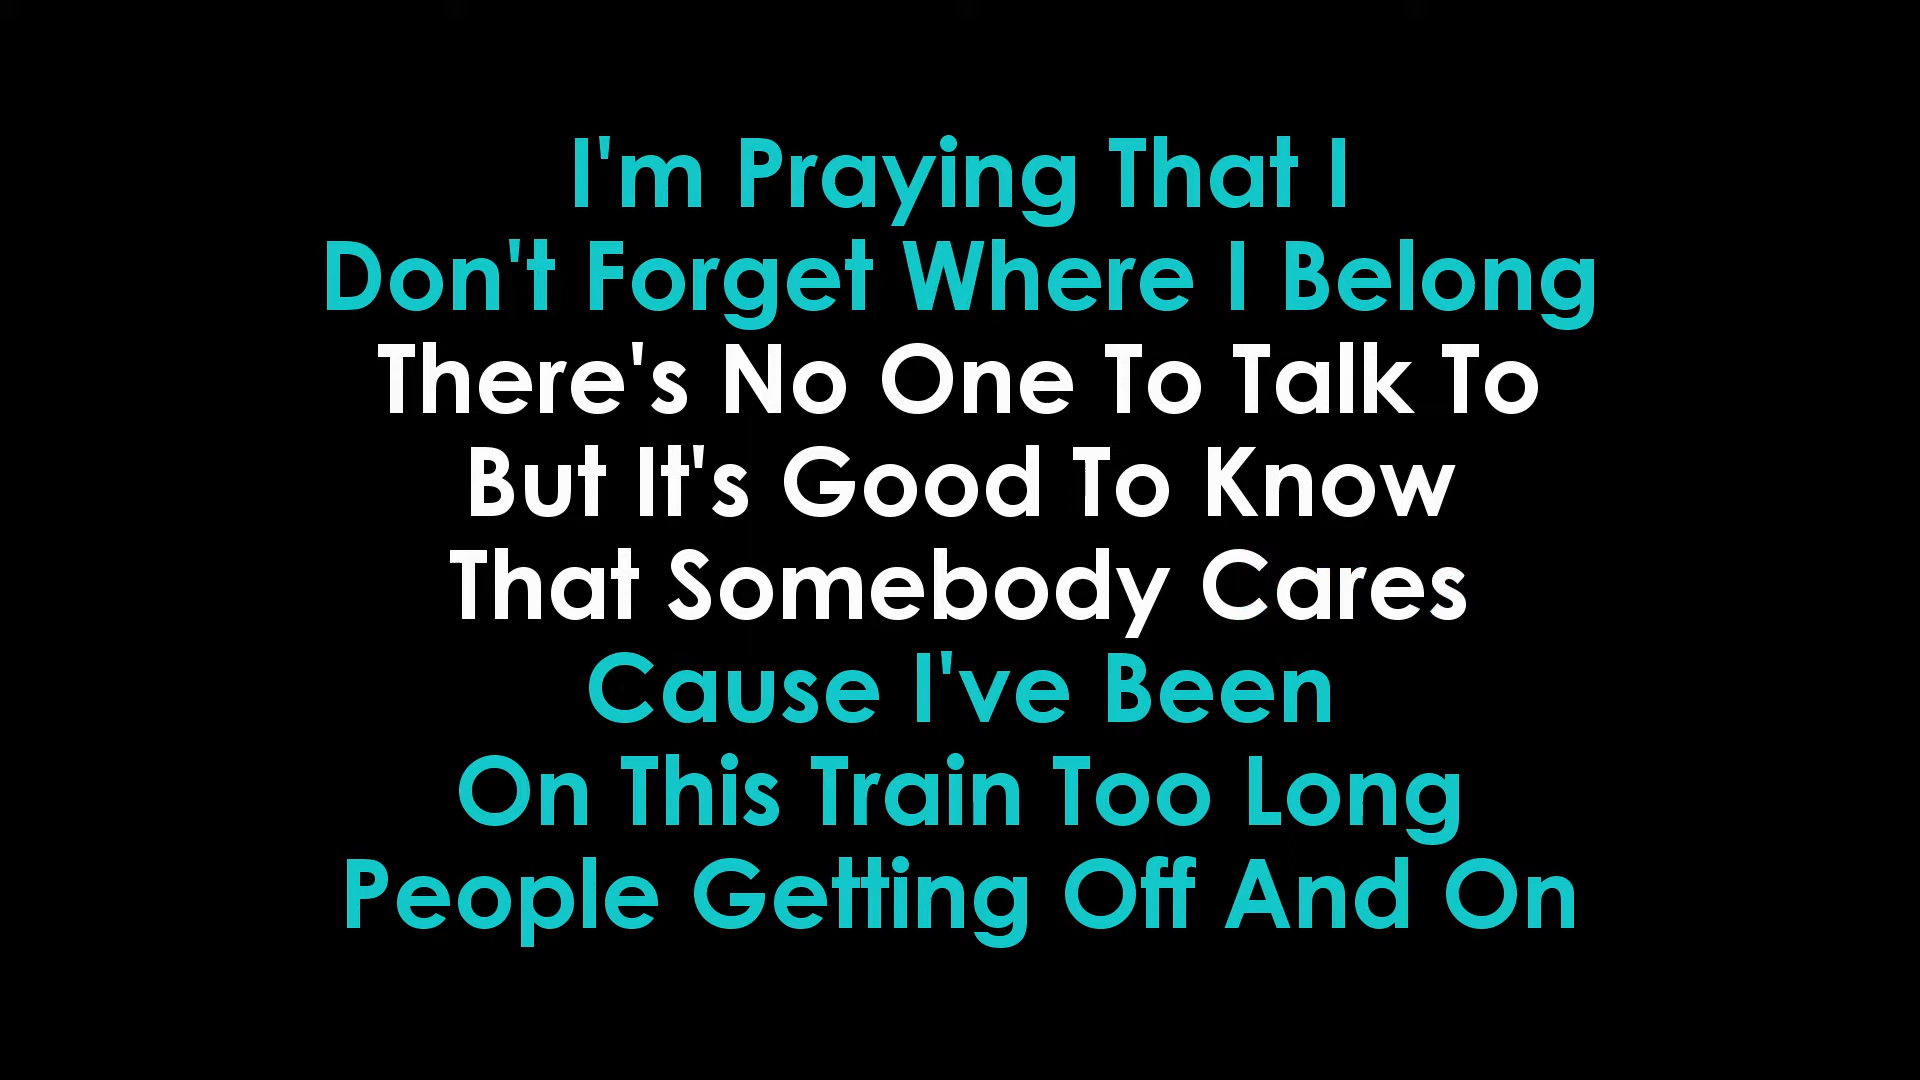 I'm Praying That I
Don't Forget Where I Belong
There's No One To Talk To
But It's Good To Know
That Somebody Cares
Cause I've Been
On This Train Too Long
People Getting Off And On